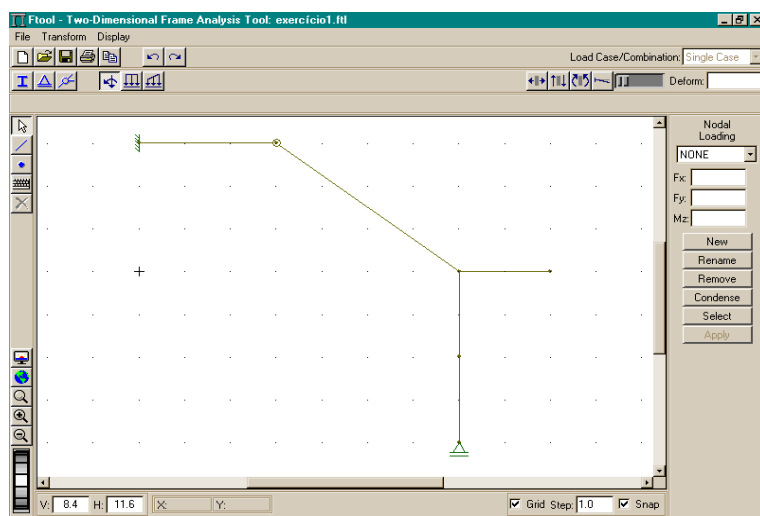 Ftool - Two-Dimensional Frame Analysis Tool: exercício1.ftl
File Transform Display
Load Case/Combination: Single Case
Deform:
Nodal
Loading
NONE
Fx:
Fy:
Mz:
New
Rename
Remove
Condense
Select
Apply
V: 8.4 H: 11.6 X: Y: Grid Step: 1.0 Snap